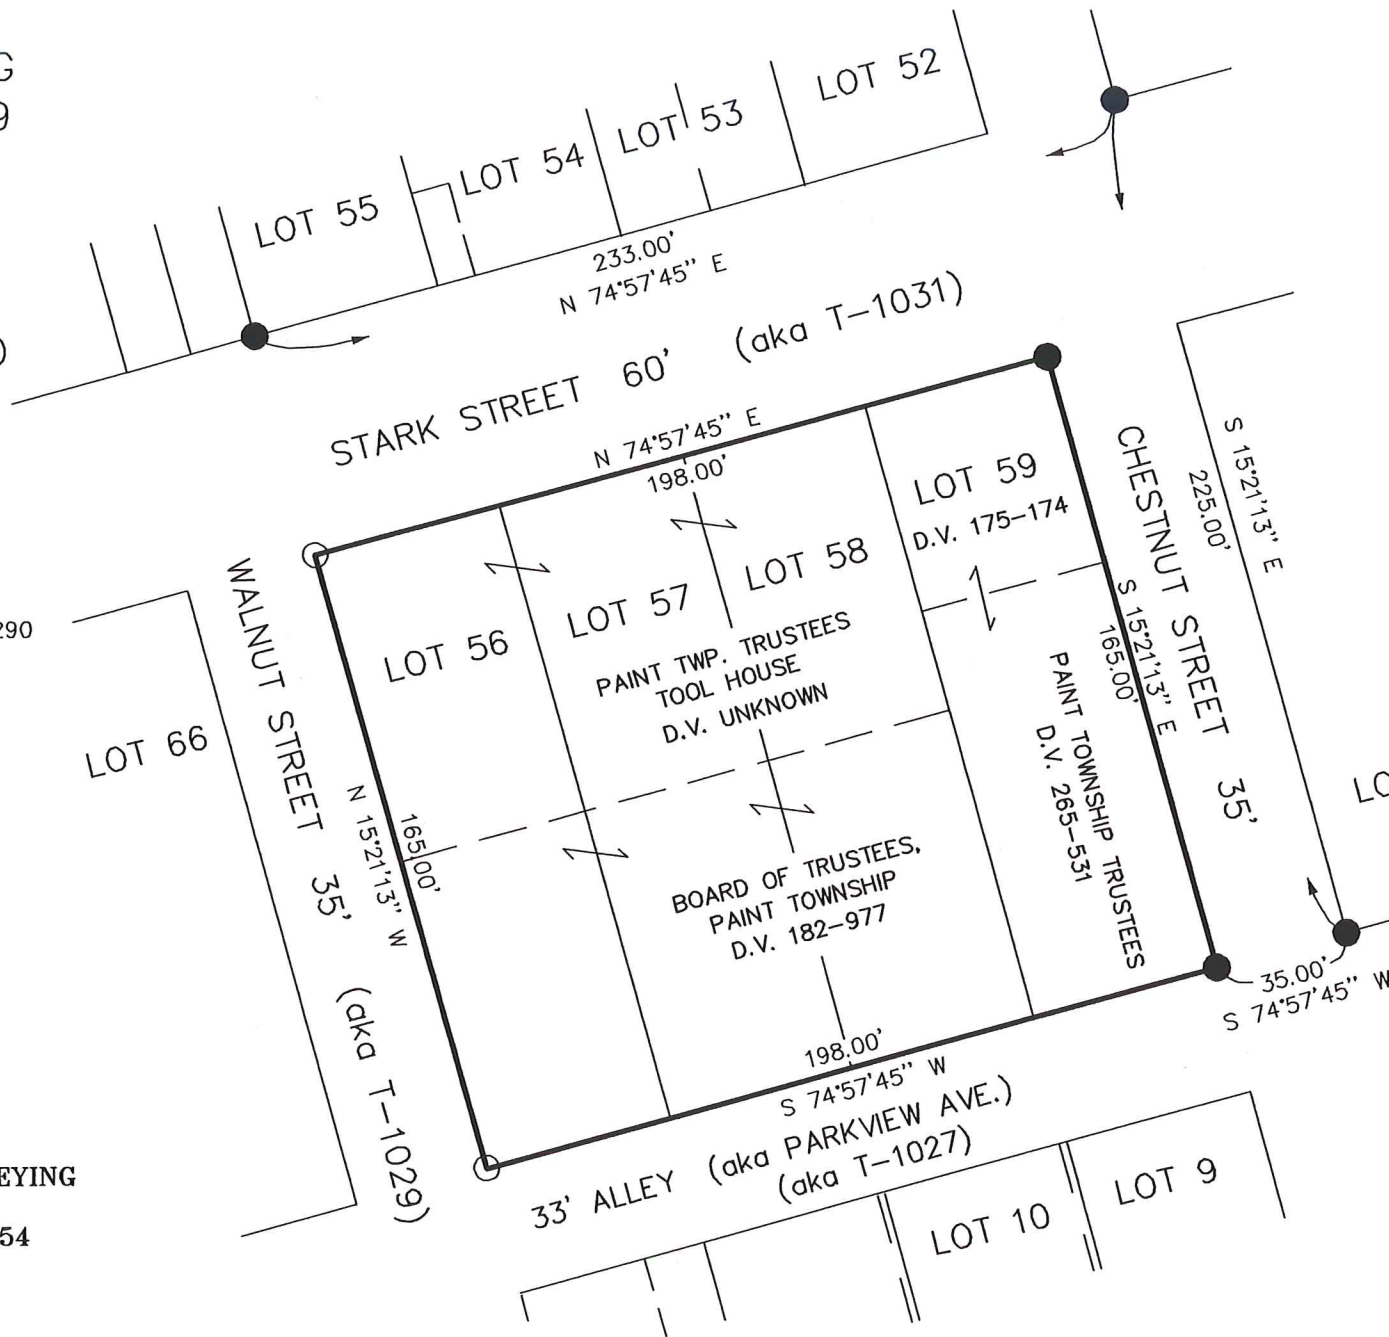 G
9
LOT 52
LOT 53
LOT 54
LOT 55
233.00'
N 74°57'45" E
STARK STREET 60' (aka T-1031)
N 74°57'45" E
198.00'
LOT 59
D.V. 175-174
LOT 58
LOT 57
LOT 56
PAINT TWP. TRUSTEES
TOOL HOUSE
D.V. UNKNOWN
CHESTNUT STREET 35'
S 15°21'13" E
225.00'
S 15°21'13" E
165.00'
PAINT TOWNSHIP TRUSTEES
D.V. 265-531
290
WALNUT STREET 35' (aka T-1029)
LOT 66
N 15°21'13" W
165.00'
BOARD OF TRUSTEES,
PAINT TOWNSHIP
D.V. 182-977
LO
35.00'
S 74°57'45" W
198.00'
S 74°57'45" W
33' ALLEY (aka PARKVIEW AVE.)
(aka T-1027)
LOT 10
LOT 9
EYING
54